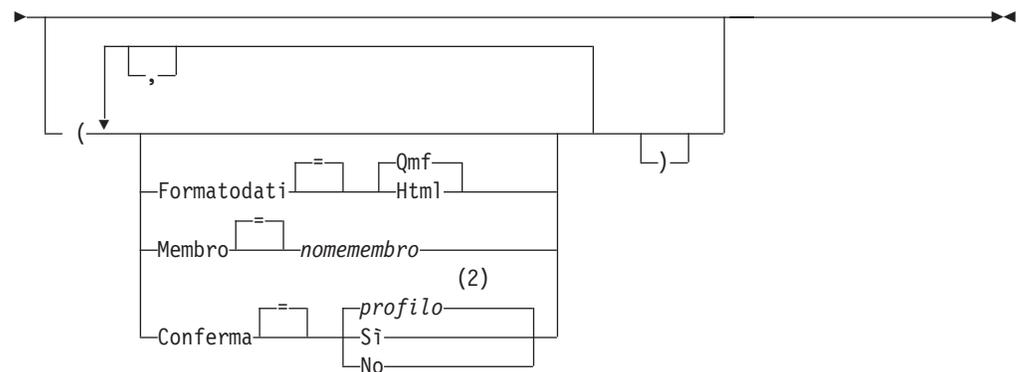 ,
(
)
= Qmf
Formatodati Html
=
Membro nomemembro
(2)
= profilo
Conferma Sì
No